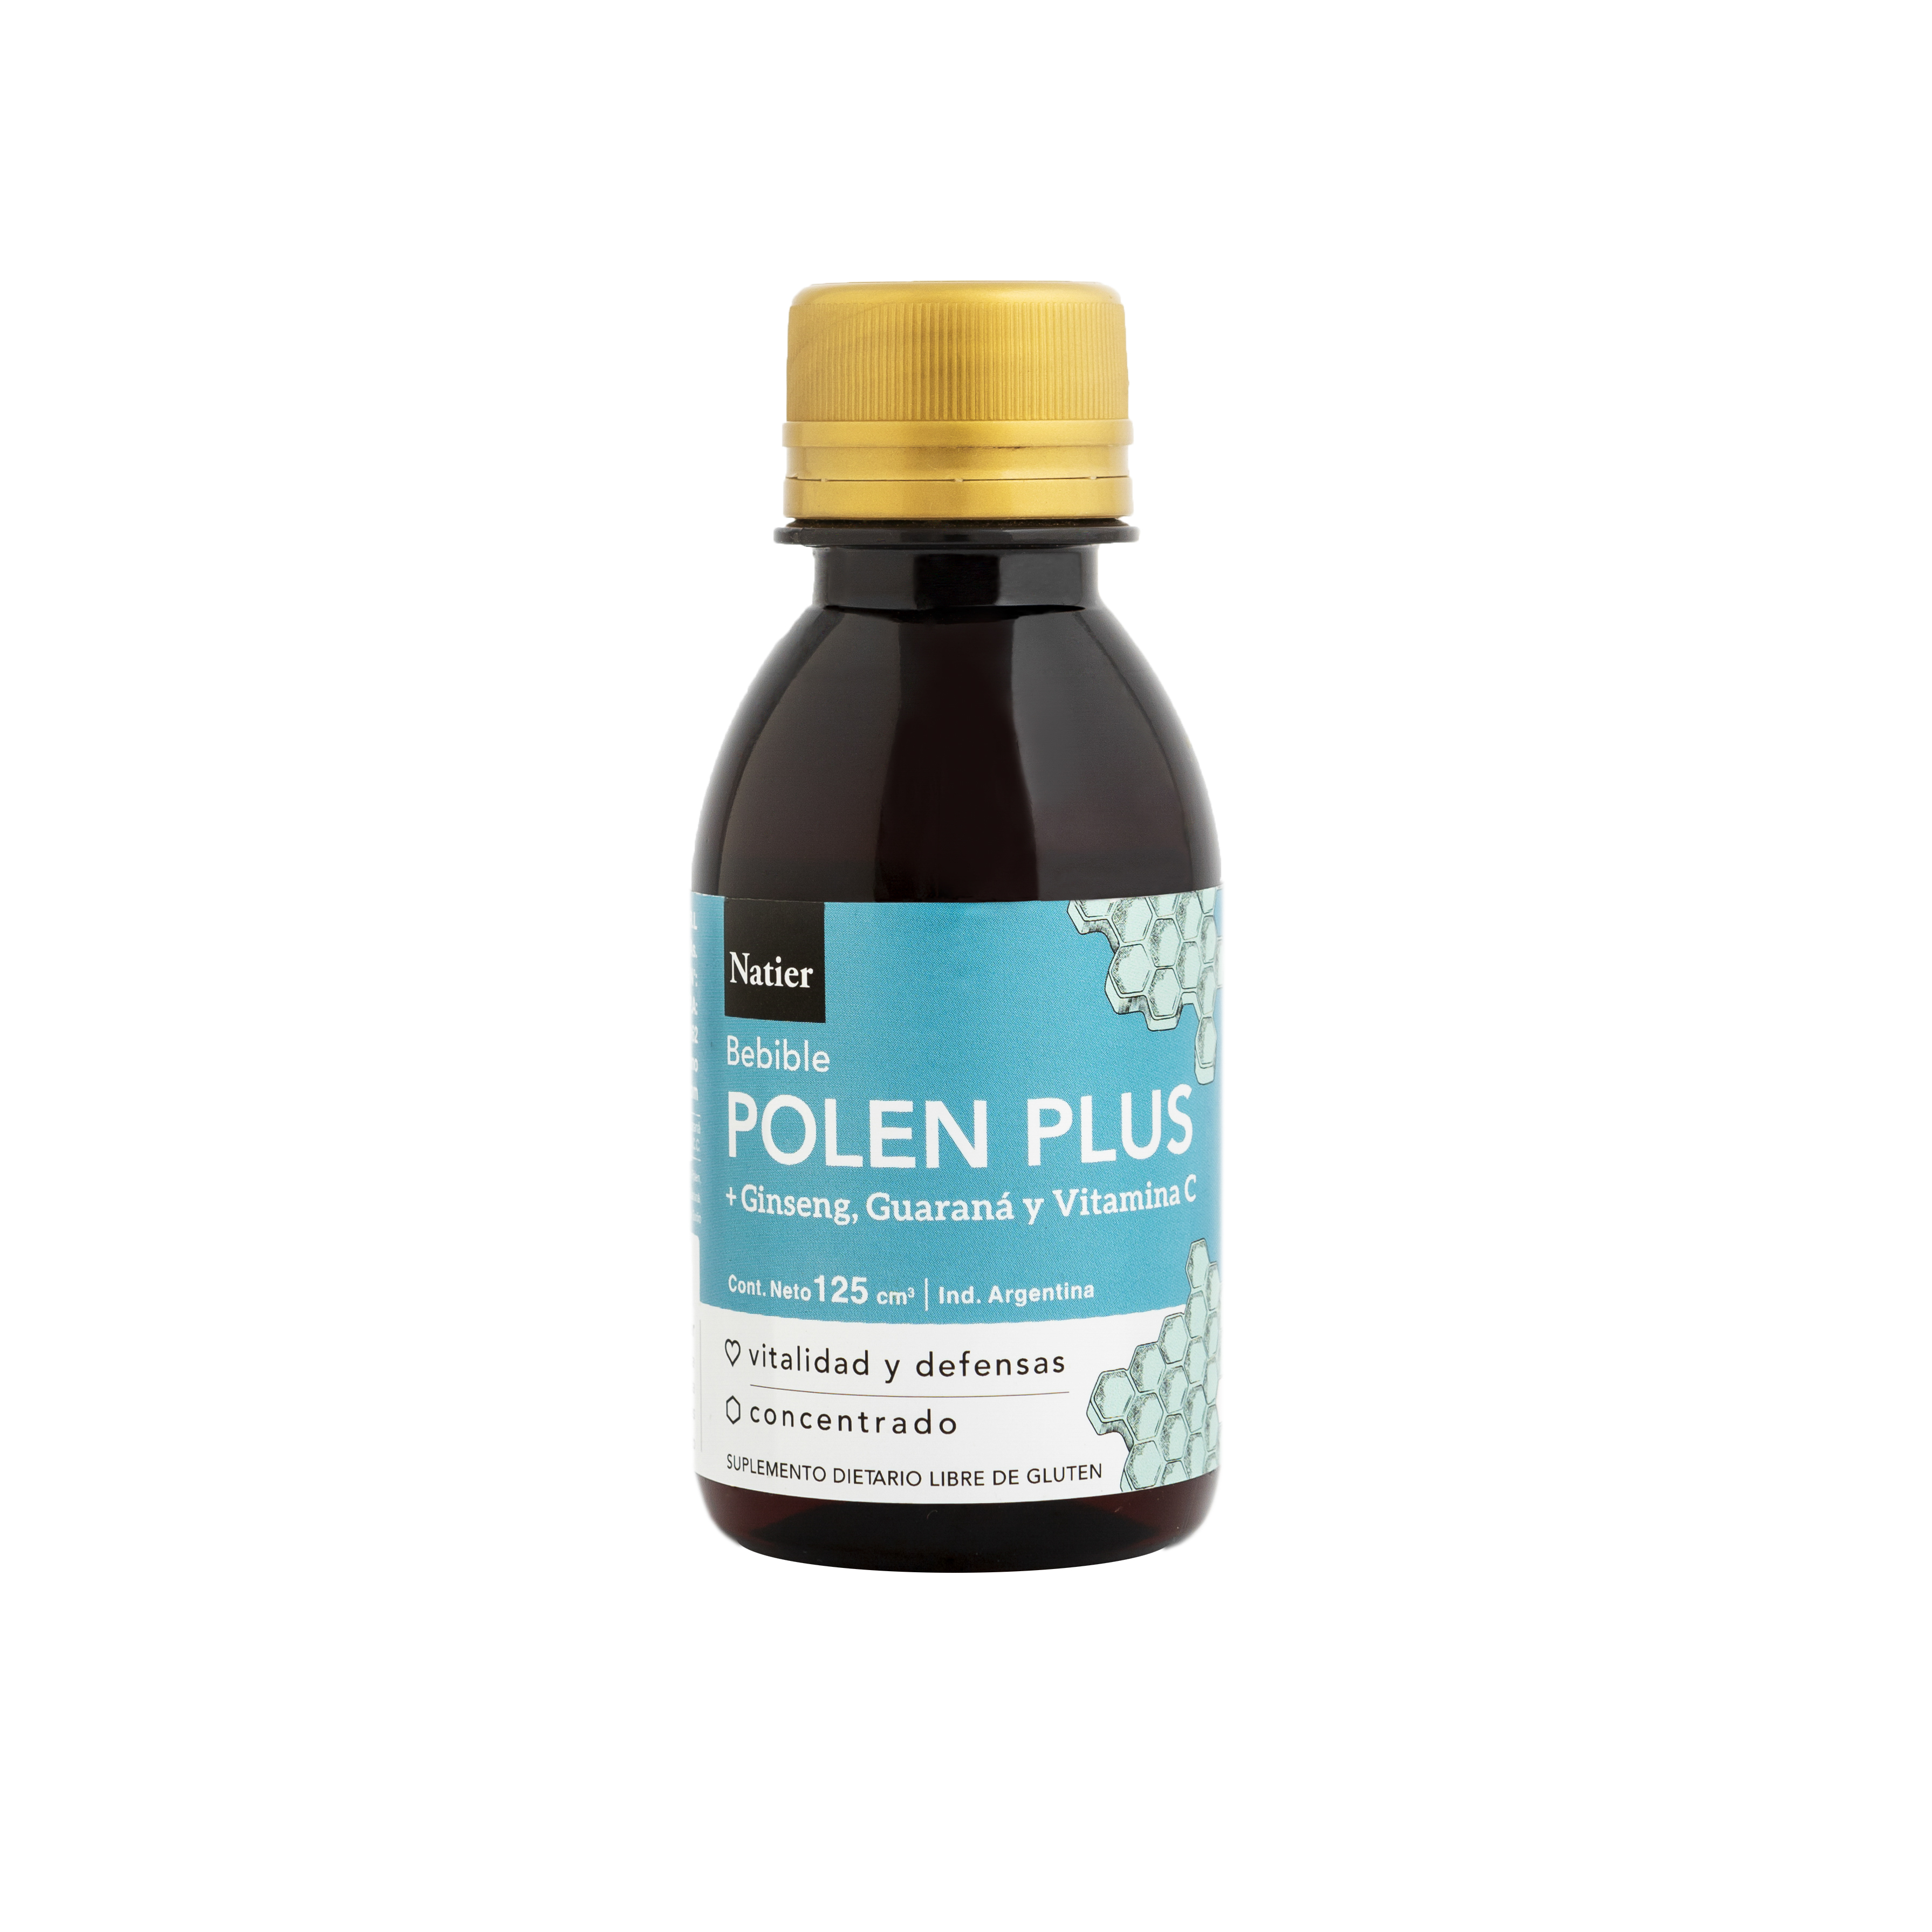 Natier
Bebible
POLEN PLUS
+ Ginseng, Guaraná y Vitamina C
Cont. Neto 125 cm³ | Ind. Argentina
vitalidad y defensas
concentrado
SUPLEMENTO DIETARIO LIBRE DE GLUTEN